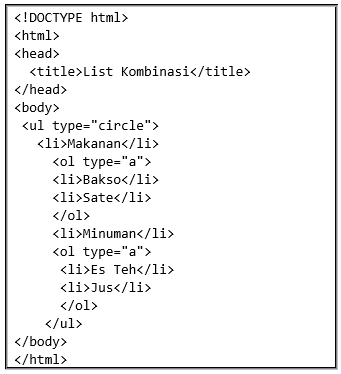 <!DOCTYPE html>
<html>
<head>
  <title>List Kombinasi</title>
</head>
<body>
 <ul type="circle">
   <li>Makanan</li>
     <ol type="a">
     <li>Bakso</li>
     <li>Sate</li>
     </ol>
     <li>Minuman</li>
     <ol type="a">
      <li>Es Teh</li>
      <li>Jus</li>
      </ol>
    </ul>
</body>
</html>